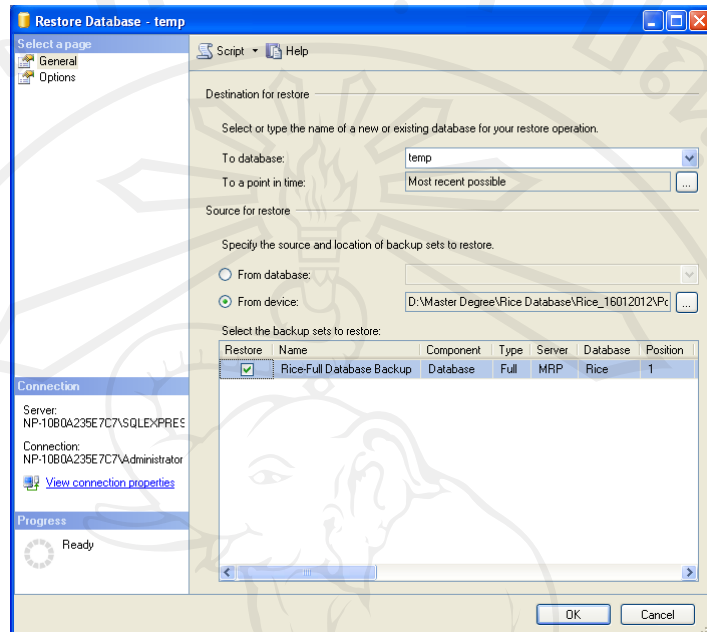 Restore Database - temp
Select a page
General
Options
Script
Help
Destination for restore
Select or type the name of a new or existing database for your restore operation.
To database:
temp
To a point in time:
Most recent possible
...
Source for restore
Specify the source and location of backup sets to restore.
From database:
From device:
D:\Master Degree\Rice Database\Rice_16012012\Pc
...
Select the backup sets to restore:
Restore Name Component Type Server Database Position
Rice-Full Database Backup Database Full MRP Rice 1
Connection
Server:
NP-10B0A235E7C7\SQLEXPRES
Connection:
NP-10B0A235E7C7\Administrator
View connection properties
Progress
Ready
OK
Cancel